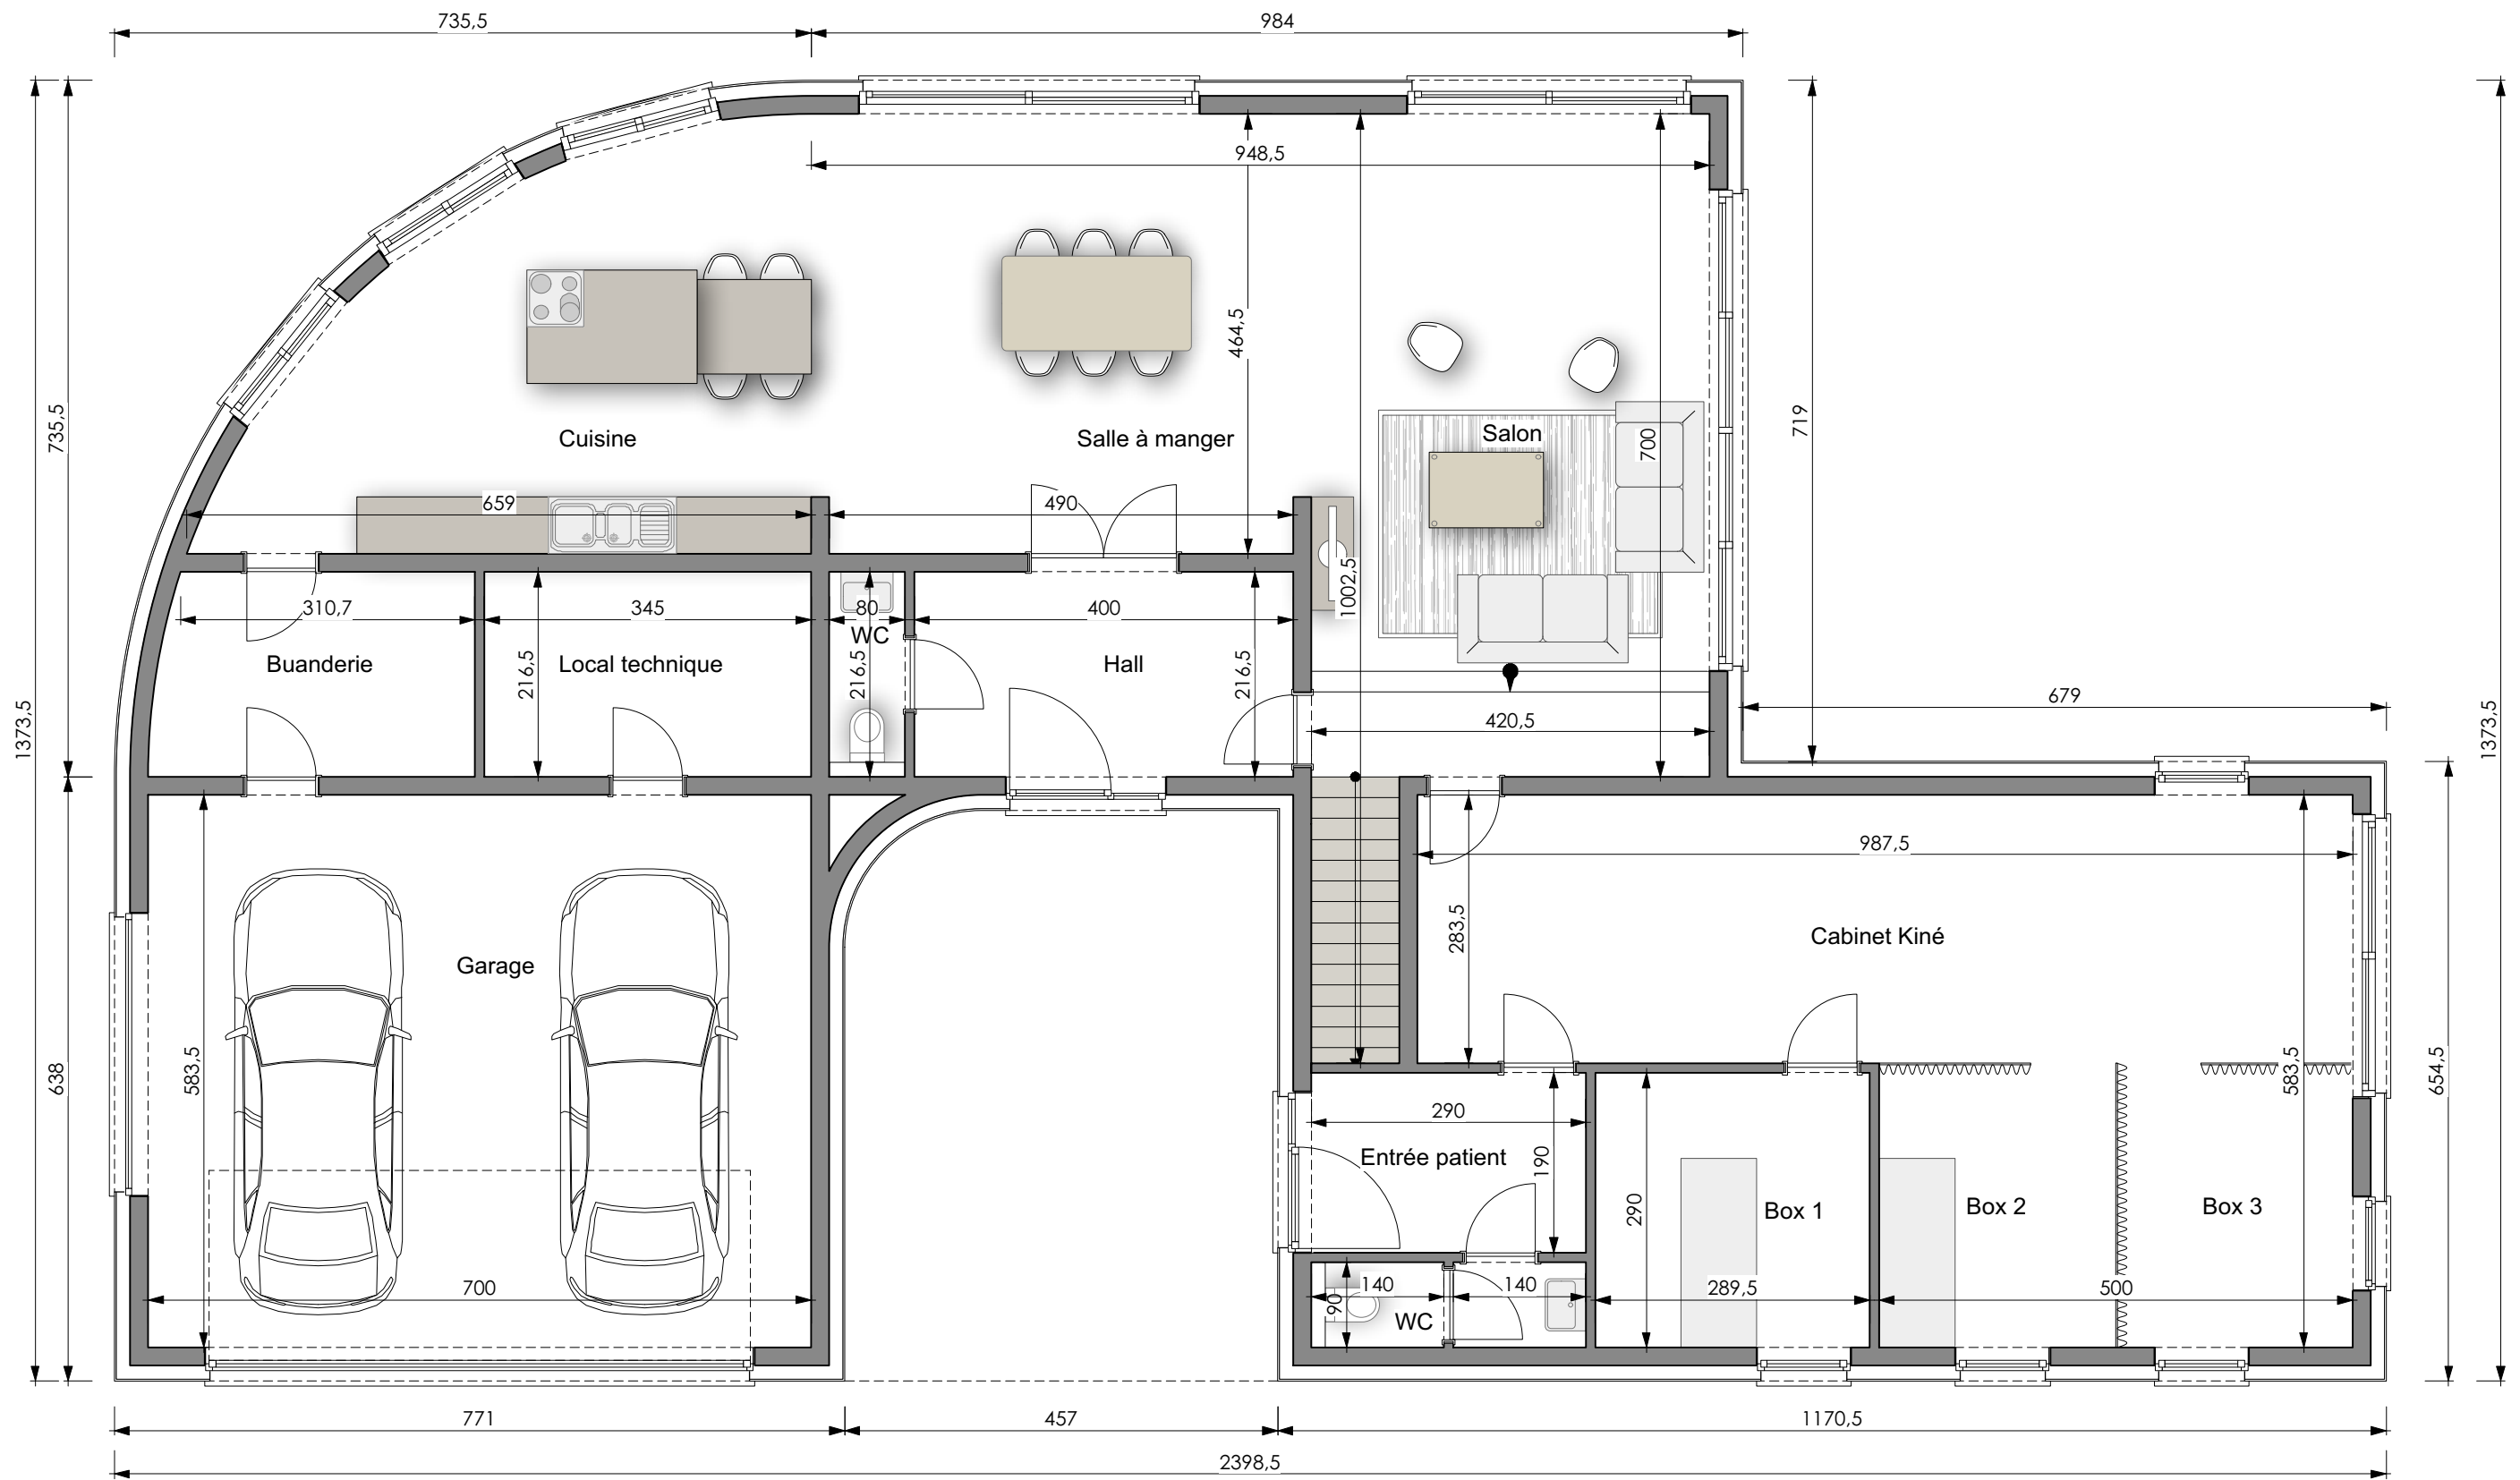 735,5
984
948,5
464,5
735,5
719
Cuisine
Salle à manger
Salon
700
659
490
1002,5
310,7
345
80
400
WC
Buanderie
216,5
Local technique
216,5
Hall
216,5
679
420,5
1373,5
1373,5
987,5
283,5
Cabinet Kiné
Garage
638
583,5
583,5
654,5
290
Entrée patient
190
290
Box 1
Box 2
Box 3
700
90
140
140
WC
289,5
500
771
457
1170,5
2398,5